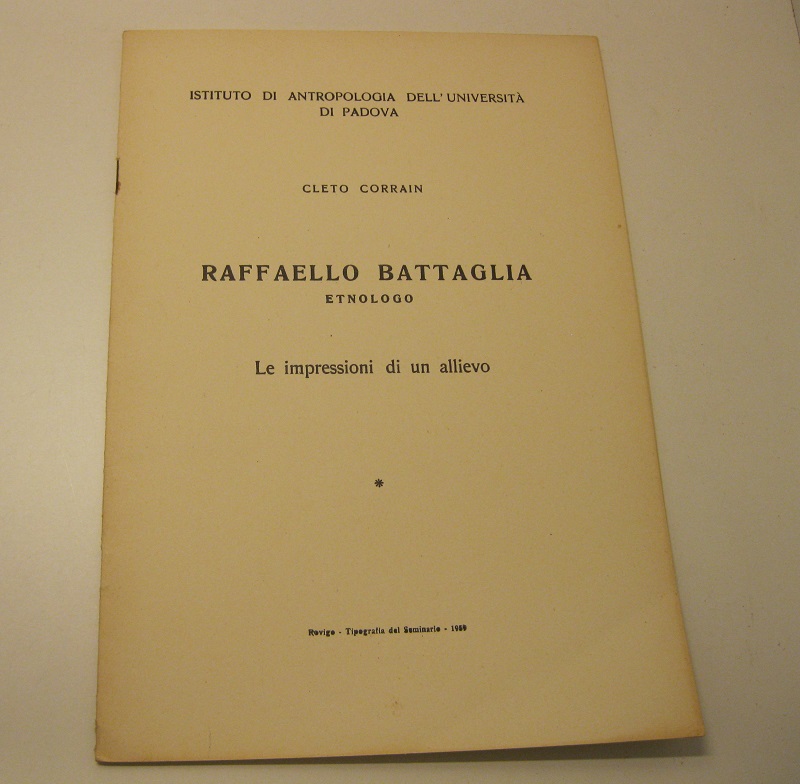 ISTITUTO DI ANTROPOLOGIA DELL'UNIVERSITÀ
DI PADOVA
CLETO CORRAIN
RAFFAELLO BATTAGLIA
ETNOLOGO
Le impressioni di un allievo
*
Rovigo - Tipografia del Seminario - 1959